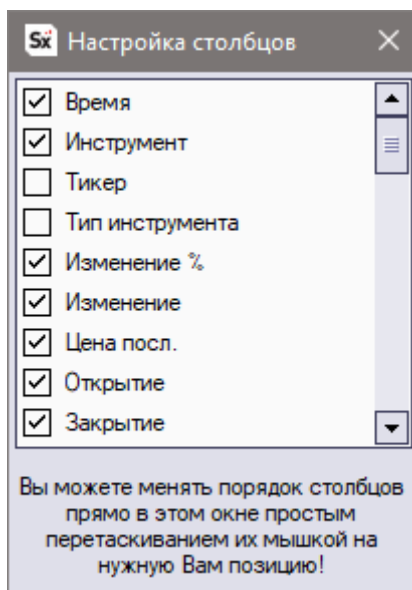 Sx Настройка столбцов
Время
Инструмент
Тикер
Тип инструмента
Изменение %
Изменение
Цена посл.
Открытие
Закрытие
Вы можете менять порядок столбцов
прямо в этом окне простым
перетаскиванием их мышкой на
нужную Вам позицию!